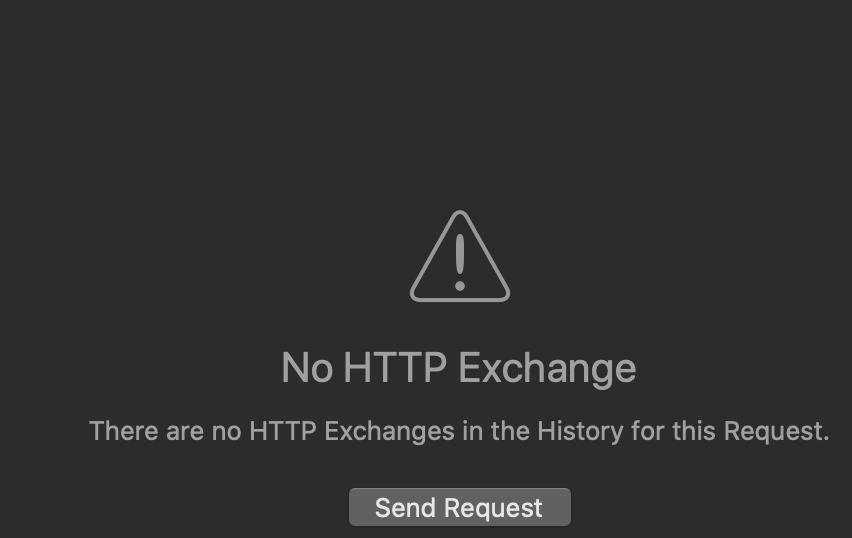 No HTTP Exchange
There are no HTTP Exchanges in the History for this Request.
Send Request